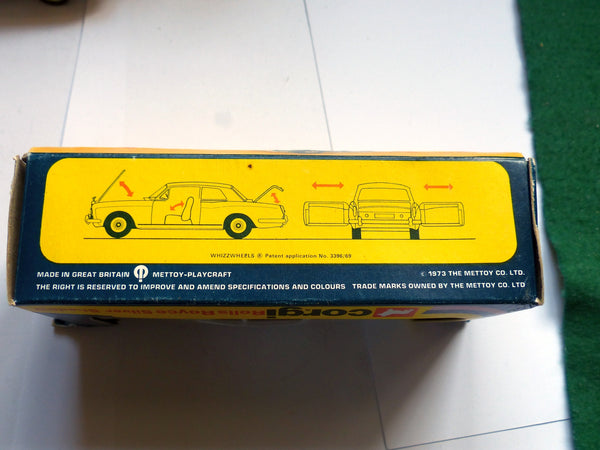 WHIZZWHEELS ® Patent application No. 3396/69
MADE IN GREAT BRITAIN METTOY-PLAYCRAFT © 1973 THE METTOY CO. LTD.
THE RIGHT IS RESERVED TO IMPROVE AND AMEND SPECIFICATIONS AND COLOURS TRADE MARKS OWNED BY THE METTOY CO. LTD
CORGI Rolls Royce Silver